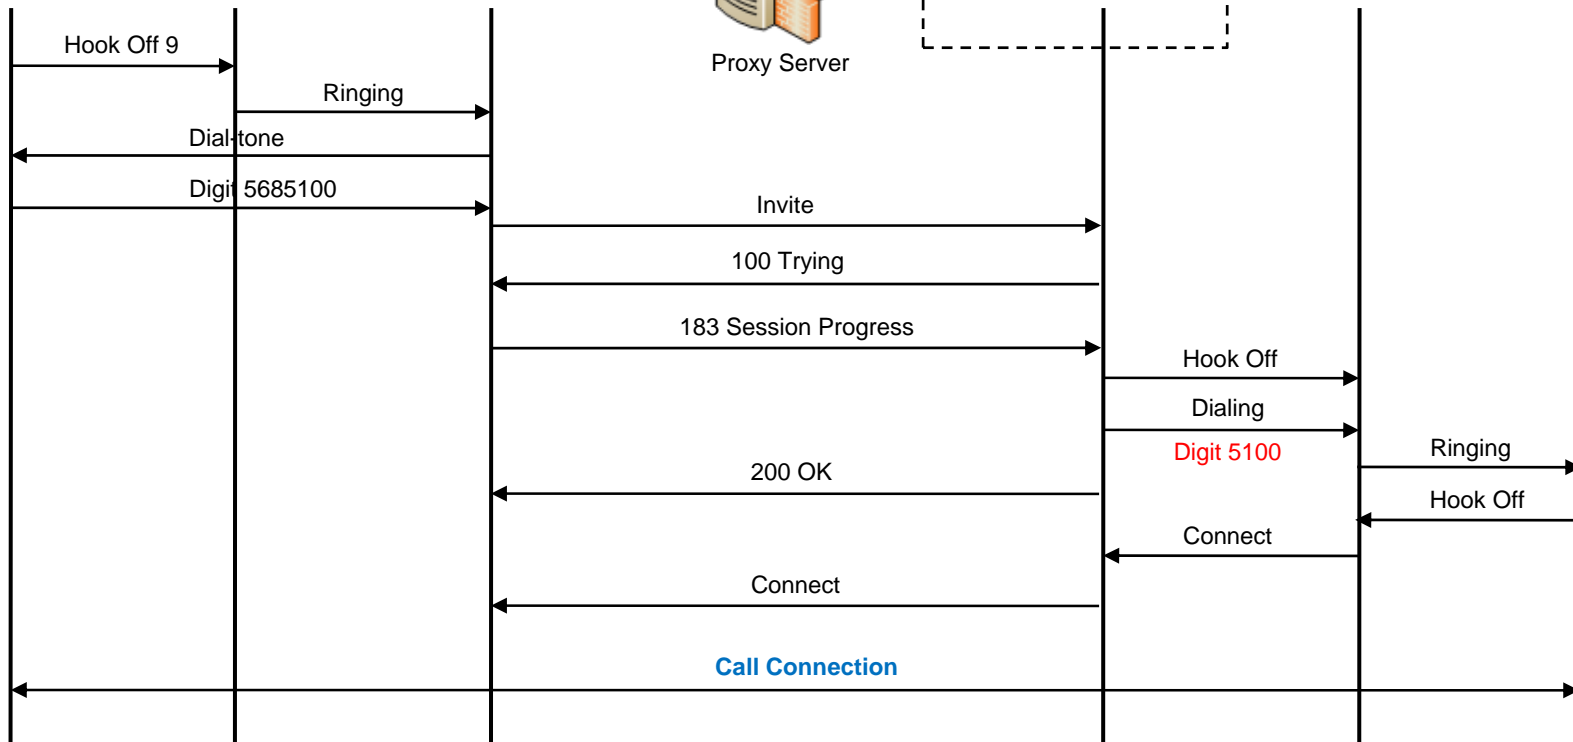 Hook Off 9
Proxy Server
Ringing
Dial-tone
Digit 5685100
Invite
100 Trying
183 Session Progress
Hook Off
Dialing
Digit 5100
Ringing
200 OK
Hook Off
Connect
Connect
Call Connection